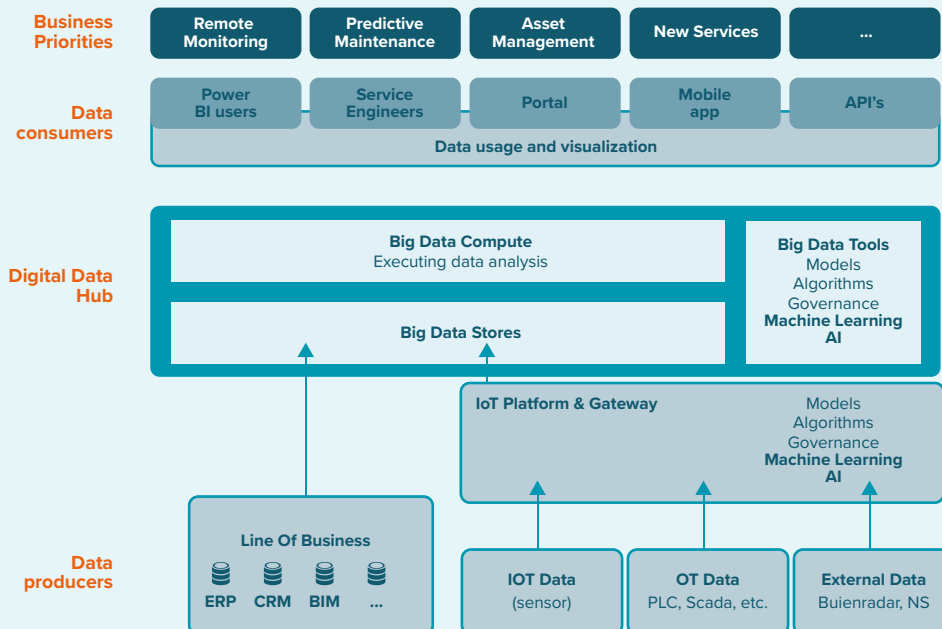 Business
Priorities
Remote
Monitoring
Predictive
Maintenance
Asset
Management
New Services
...
Data
consumers
Power
BI users
Service
Engineers
Portal
Mobile
app
API's
Data usage and visualization
Digital Data
Hub
Big Data Compute
Executing data analysis
Big Data Stores
Big Data Tools
Models
Algorithms
Governance
Machine Learning
AI
IoT Platform & Gateway
Models
Algorithms
Governance
Machine Learning
AI
Data
producers
Line Of Business
ERP CRM BIM ...
IOT Data
(sensor)
OT Data
PLC, Scada, etc.
External Data
Buienradar, NS